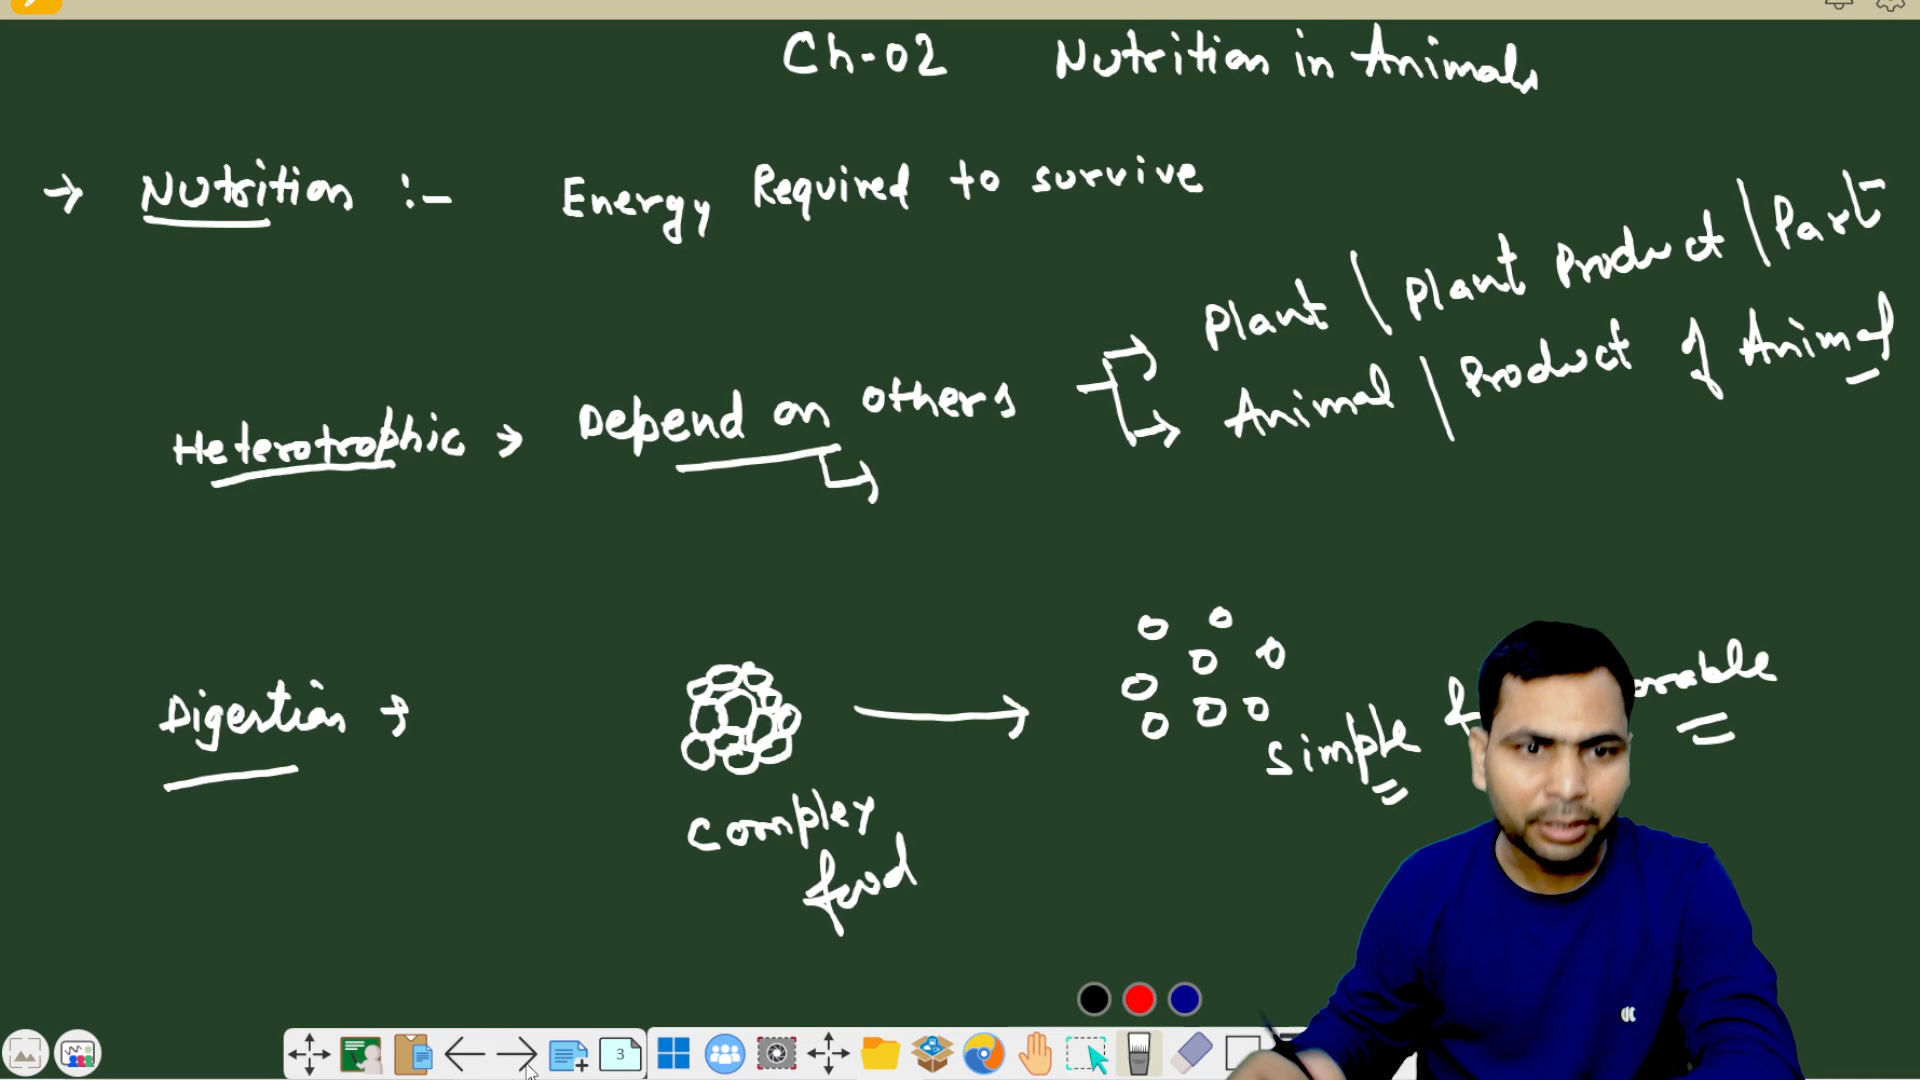 Ch-02 Nutrition in Animals
→ Nutrition :- Energy Required to survive
Plant / Plant Product / Part
Heterotrophic → Depend on others → Animal / Product of Animal
Digestion →
simple &
complex
food
3